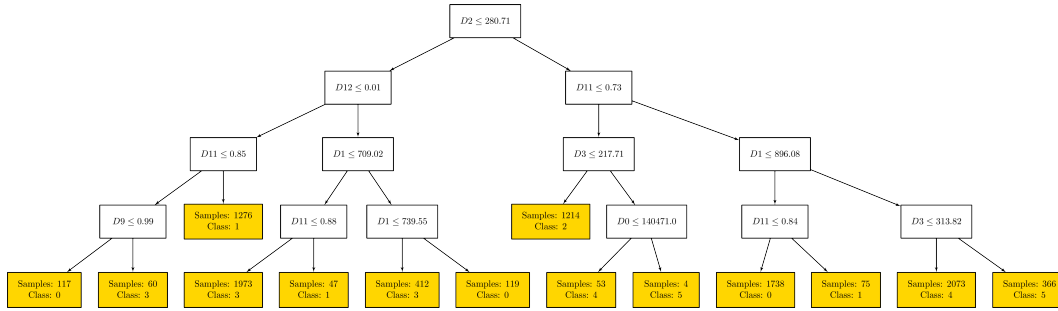 D2 ≤ 280.71
D12 ≤ 0.01
D11 ≤ 0.73
D11 ≤ 0.85
D1 ≤ 709.02
D3 ≤ 217.71
D1 ≤ 896.08
D9 ≤ 0.99
Samples: 1276
Class: 1
D11 ≤ 0.88
D1 ≤ 739.55
Samples: 1214
Class: 2
D0 ≤ 140471.0
D11 ≤ 0.84
D3 ≤ 313.82
Samples: 117
Class: 0
Samples: 60
Class: 3
Samples: 1973
Class: 3
Samples: 47
Class: 1
Samples: 412
Class: 3
Samples: 119
Class: 0
Samples: 53
Class: 4
Samples: 4
Class: 5
Samples: 1738
Class: 0
Samples: 75
Class: 1
Samples: 2073
Class: 4
Samples: 366
Class: 5